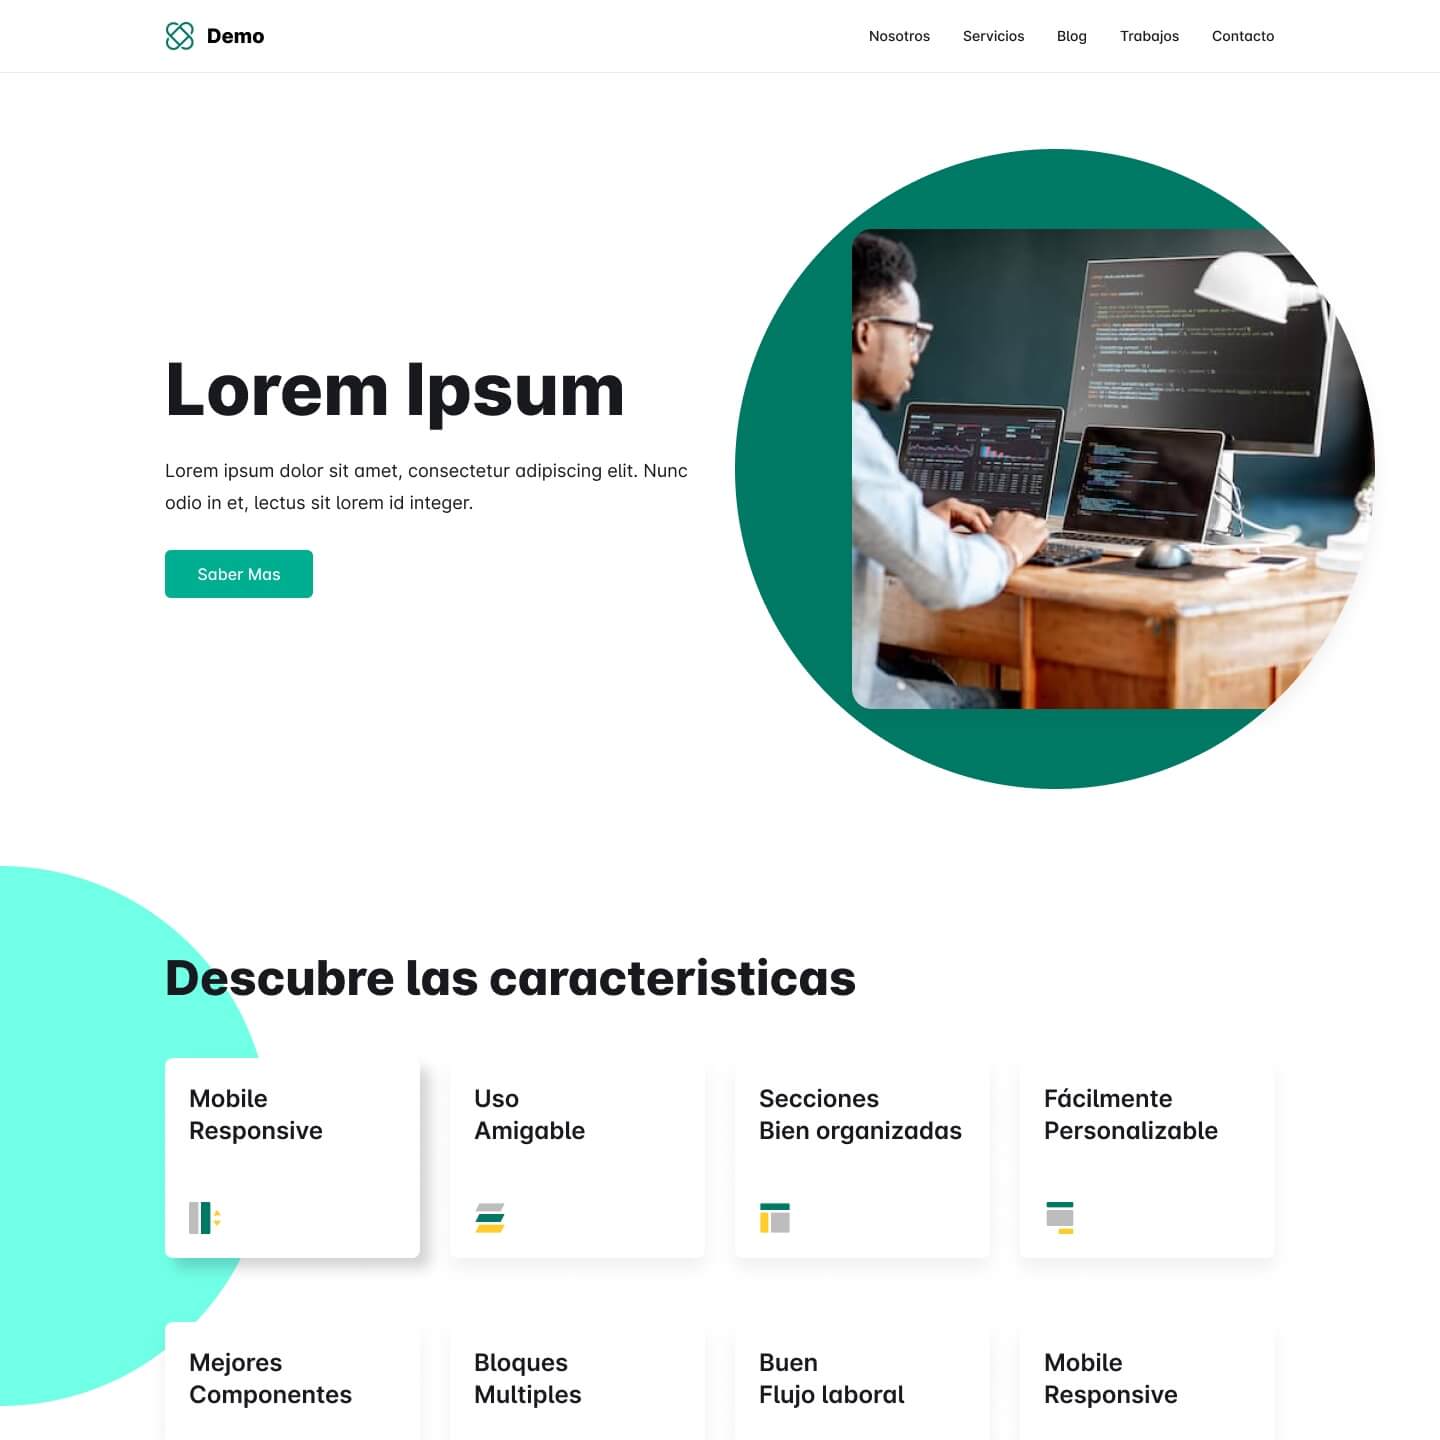 Demo
Nosotros
Servicios
Blog
Trabajos
Contacto
Lorem Ipsum
Lorem ipsum dolor sit amet, consectetur adipiscing elit. Nunc
odio in et, lectus sit lorem id integer.
Saber Mas
Descubre las caracteristicas
Mobile
Responsive
Uso
Amigable
Secciones
Bien organizadas
Fácilmente
Personalizable
Mejores
Componentes
Bloques
Multiples
Buen
Flujo laboral
Mobile
Responsive